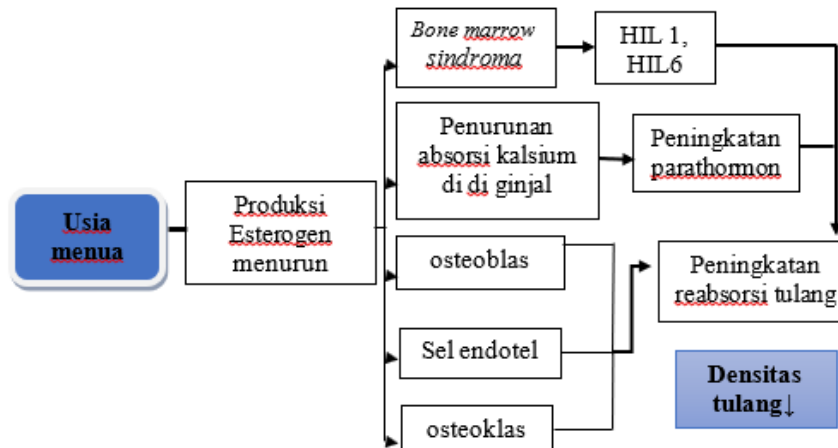 Bone marrow
sindroma
HIL 1,
HIL6
Penurunan
absorsi kalsium
di di ginjal
Peningkatan
parathormon
Usia
menua
Produksi
Esterogen
menurun
osteoblas
Peningkatan
reabsorsi tulang
Sel endotel
Densitas
tulang↓
osteoklas